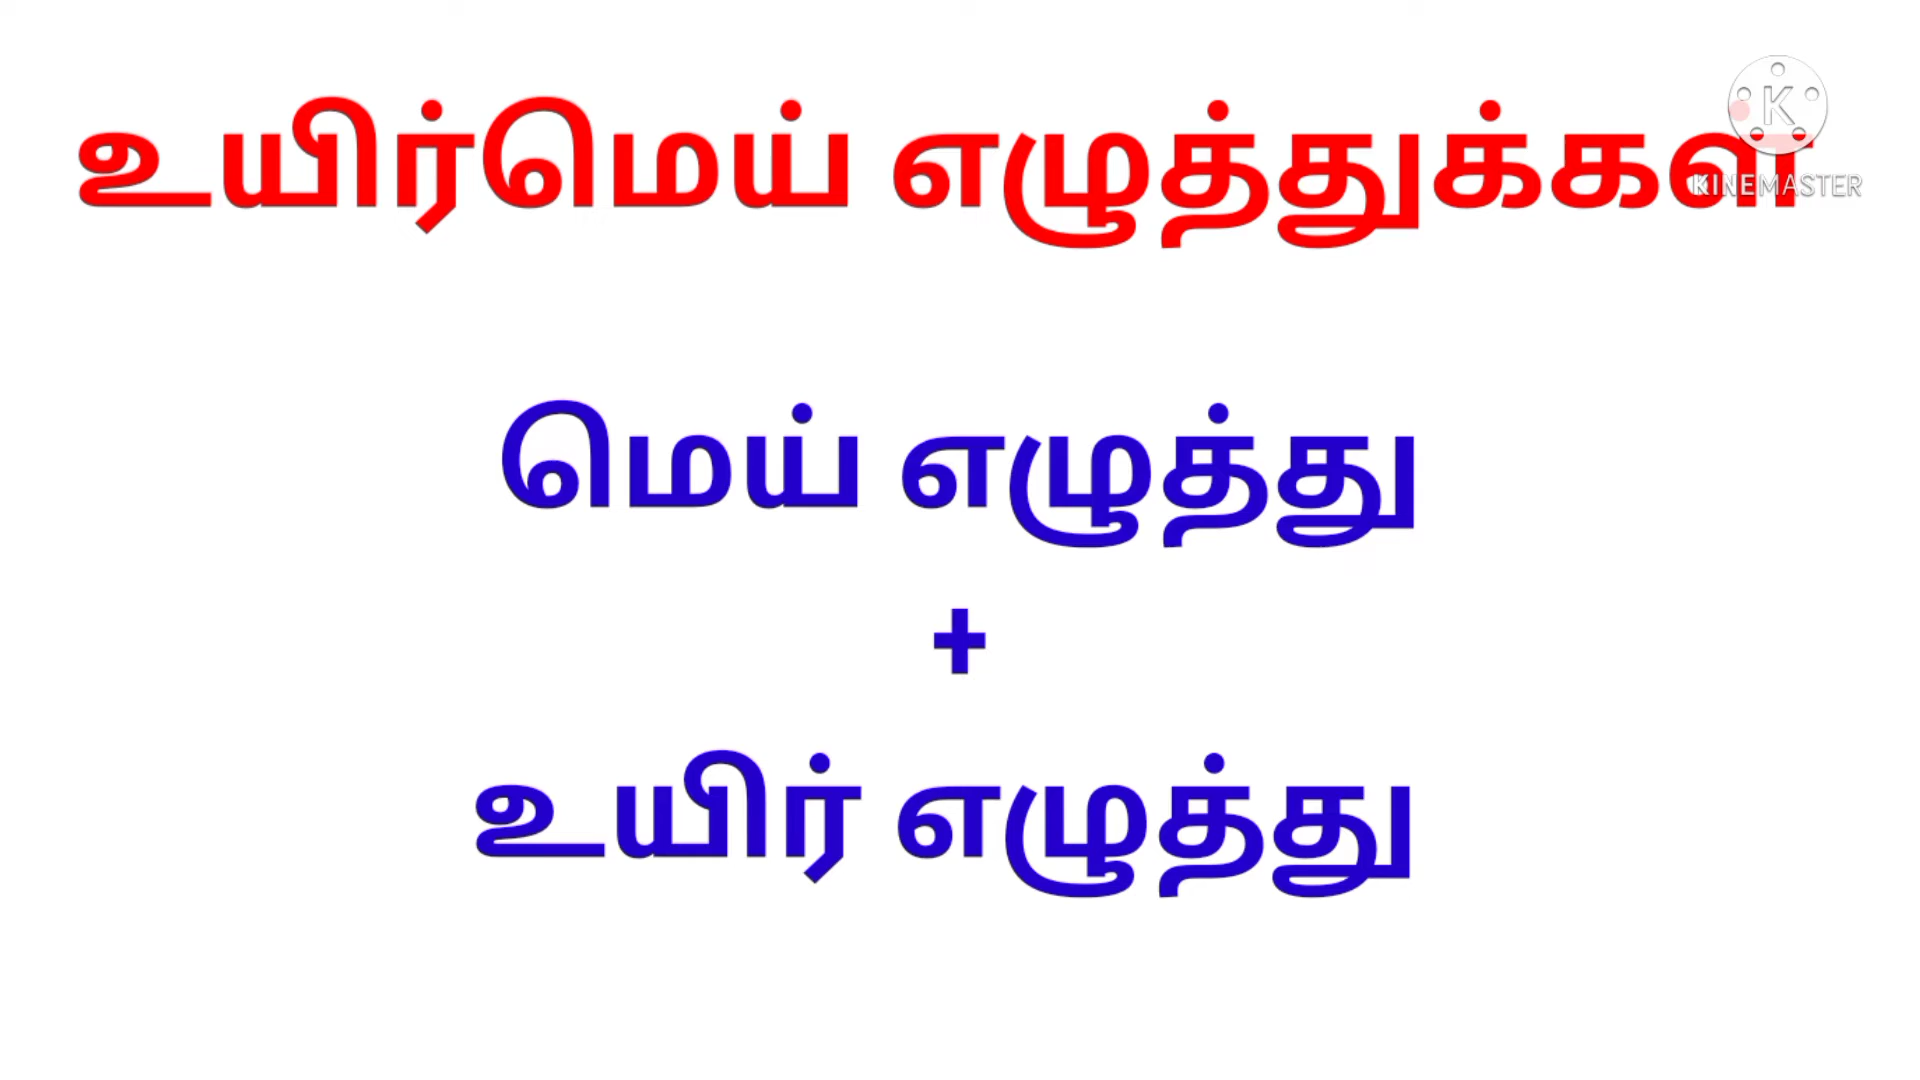 உயிர்மெய் எழுத்துக்கள்
KINEMASTER
மெய் எழுத்து
+
உயிர் எழுத்து